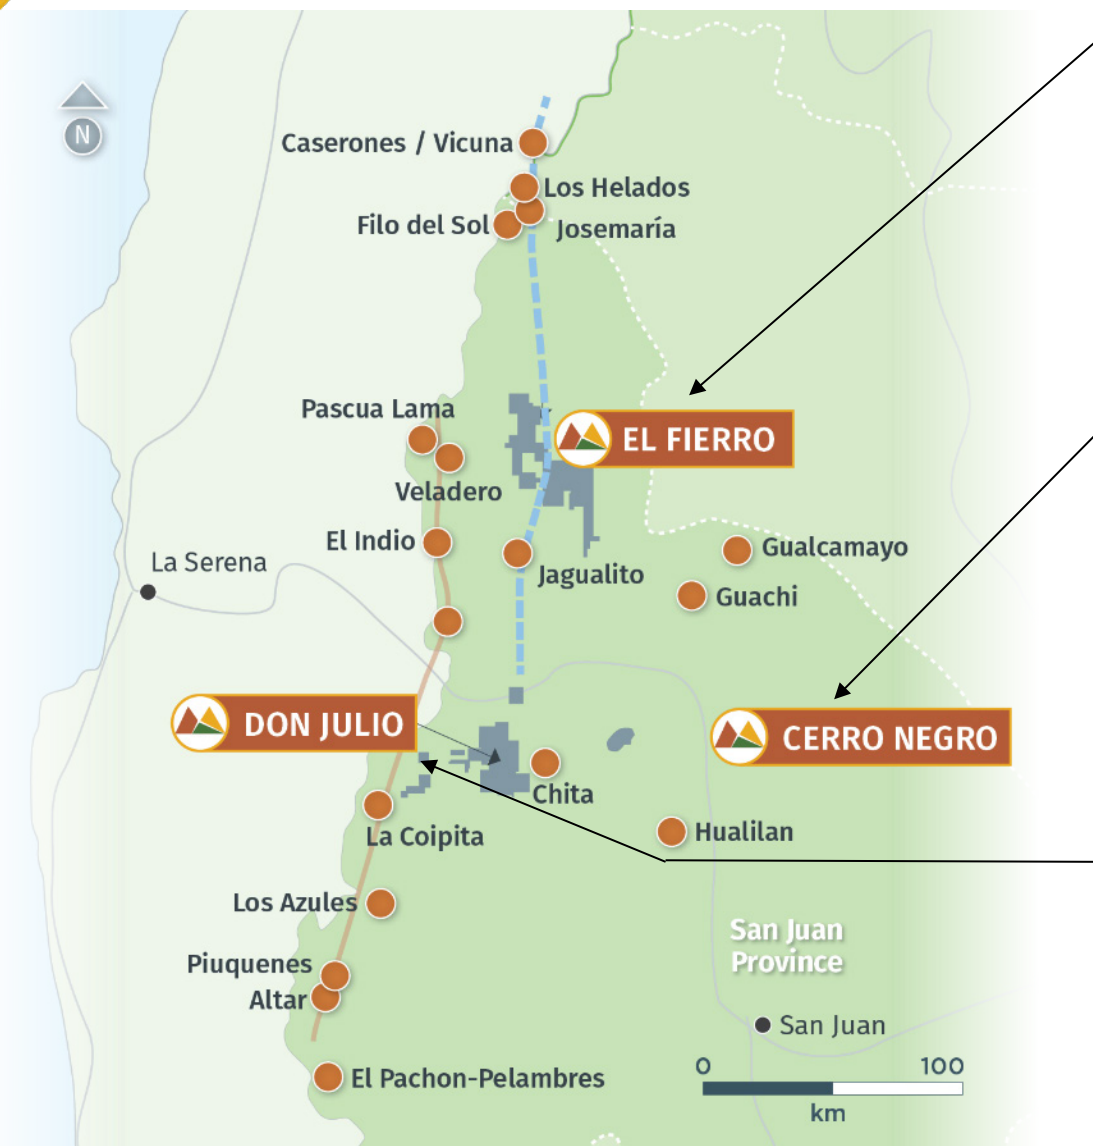 N
Caserones / Vicuna
Los Helados
Filo del Sol
Josemaría
Pascua Lama
EL FIERRO
Veladero
El Indio
Gualcamayo
La Serena
Jagualito
Guachi
DON JULIO
CERRO NEGRO
Chita
La Coipita
Hualilan
Los Azules
San Juan
Province
Piuquenes
Altar
San Juan
El Pachon-Pelambres
0 100
km